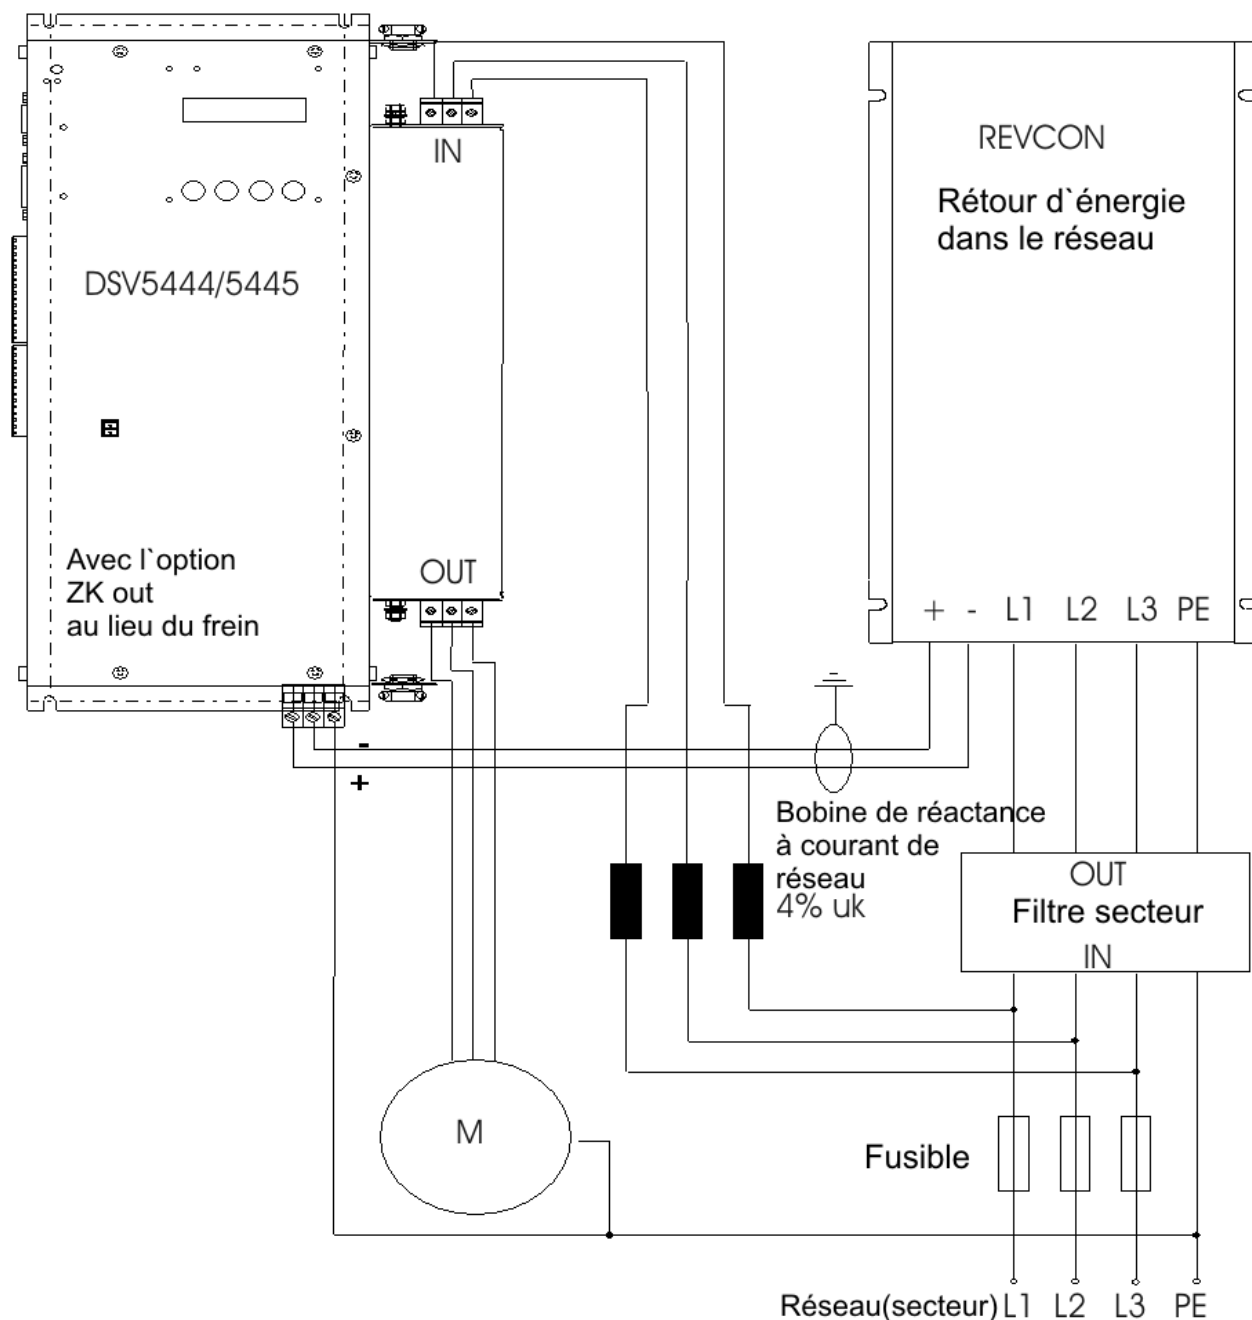 IN
REVCON
Rétour d`énergie
dans le réseau
DSV5444/5445
Avec l`option
ZK out
au lieu du frein
OUT
+ - L1 L2 L3 PE
-
+
Bobine de réactance
à courant de
réseau
4% uk
OUT
Filtre secteur
IN
M
Fusible
Réseau(secteur) L1 L2 L3 PE